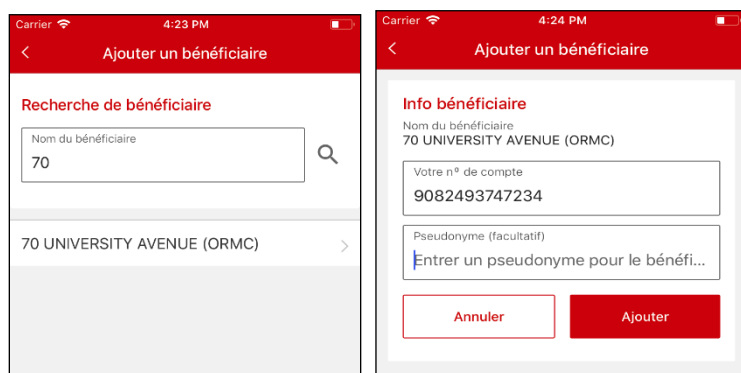 Carrier 4:23 PM
Ajouter un bénéficiaire
Recherche de bénéficiaire
Nom du bénéficiaire
70
70 UNIVERSITY AVENUE (ORMC)
Carrier 4:24 PM
Ajouter un bénéficiaire
Info bénéficiaire
Nom du bénéficiaire
70 UNIVERSITY AVENUE (ORMC)
Votre nº de compte
9082493747234
Pseudonyme (facultatif)
Entrer un pseudonyme pour le bénéfi...
Annuler Ajouter